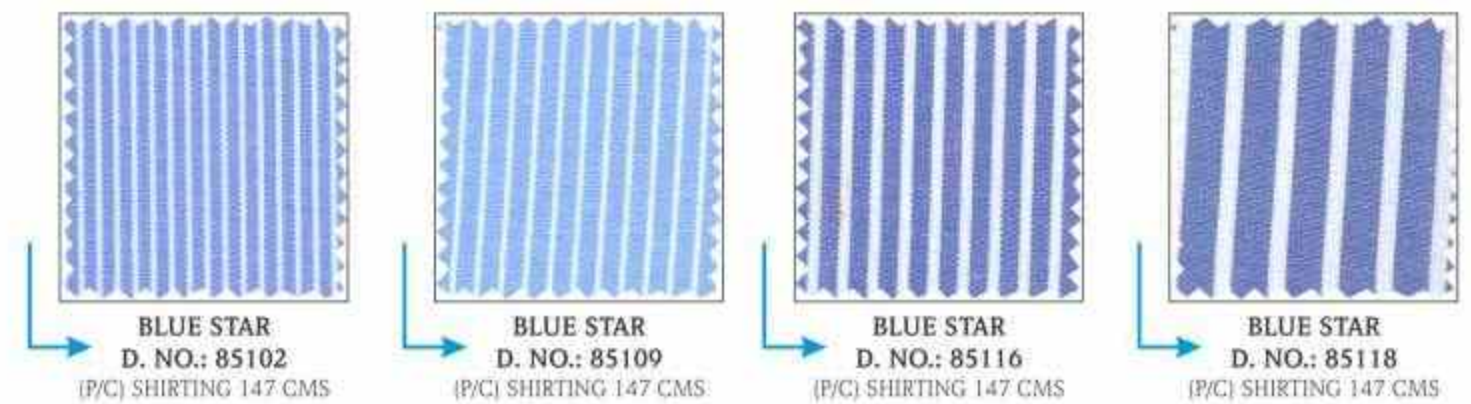 BLUE STAR
D. NO.: 85102
(P/C) SHIRTING 147 CMS
BLUE STAR
D. NO.: 85109
(P/C) SHIRTING 147 CMS
BLUE STAR
D. NO.: 85116
(P/C) SHIRTING 147 CMS
BLUE STAR
D. NO.: 85118
(P/C) SHIRTING 147 CMS